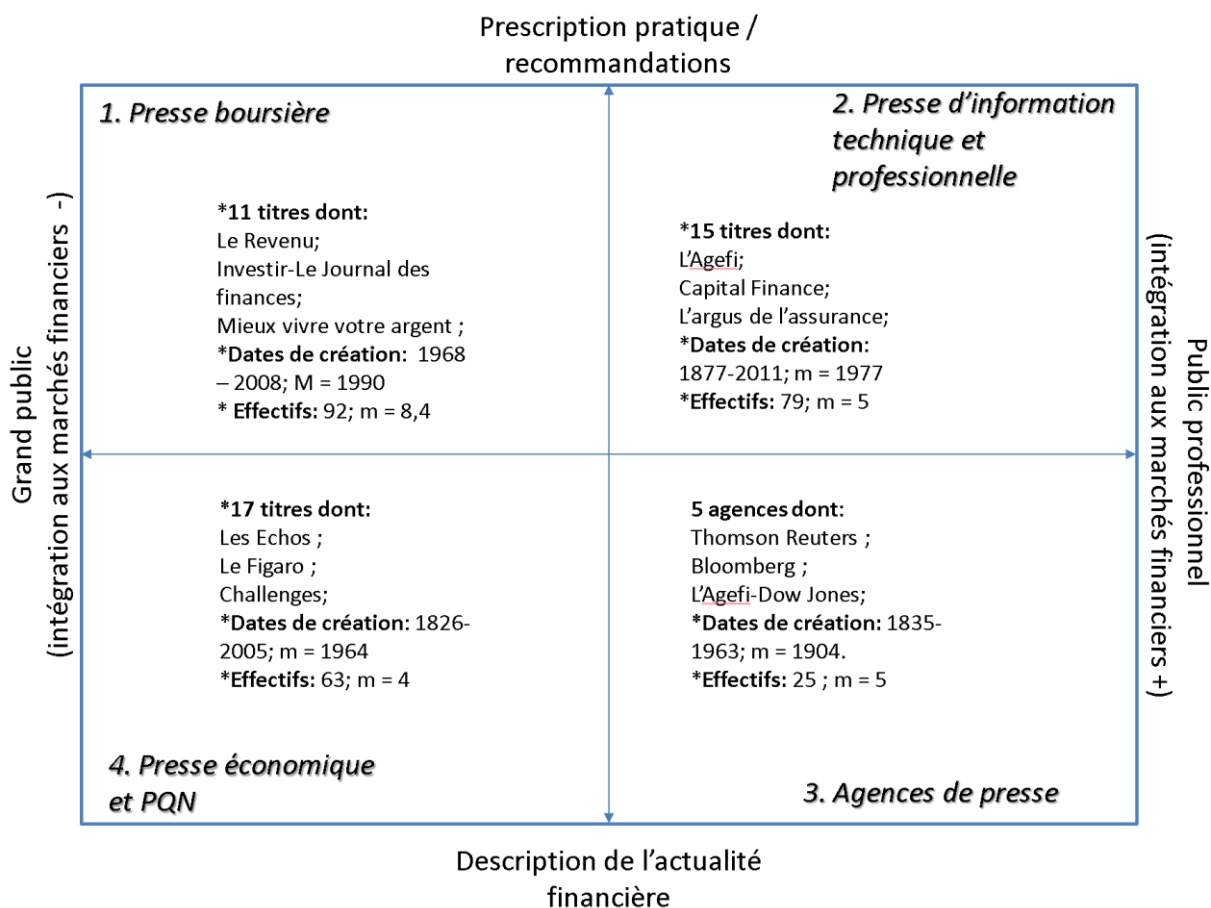 Prescription pratique /
recommandations
1. Presse boursière
*11 titres dont:
Le Revenu;
Investir-Le Journal des
finances;
Mieux vivre votre argent ;
*Dates de création:  1968
– 2008; M = 1990
* Effectifs: 92; m = 8,4
2. Presse d’information
technique et
professionnelle
*15 titres dont:
L’Agefi;
Capital Finance;
L’argus de l’assurance;
*Dates de création:
1877-2011; m = 1977
*Effectifs: 79; m = 5
Grand public
(intégration aux marchés financiers  -)
Public professionnel
(intégration aux marchés financiers +)
*17 titres dont:
Les Echos ;
Le Figaro ;
Challenges;
*Dates de création: 1826-
2005; m = 1964
*Effectifs: 63; m = 4
4. Presse économique
et PQN
5 agences dont:
Thomson Reuters ;
Bloomberg ;
L’Agefi-Dow Jones;
*Dates de création: 1835-
1963; m = 1904.
*Effectifs: 25 ; m = 5
3. Agences de presse
Description de l’actualité
financière